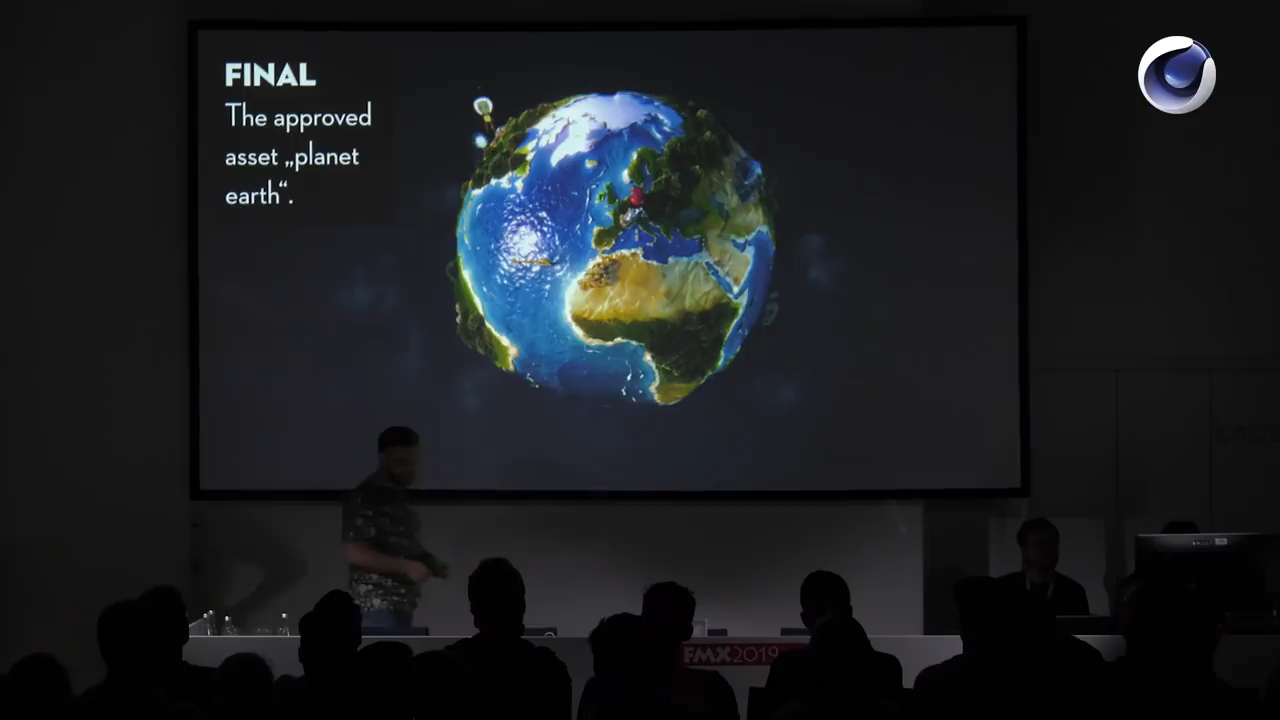 FINAL
The approved
asset „planet
earth“.
FMX2019